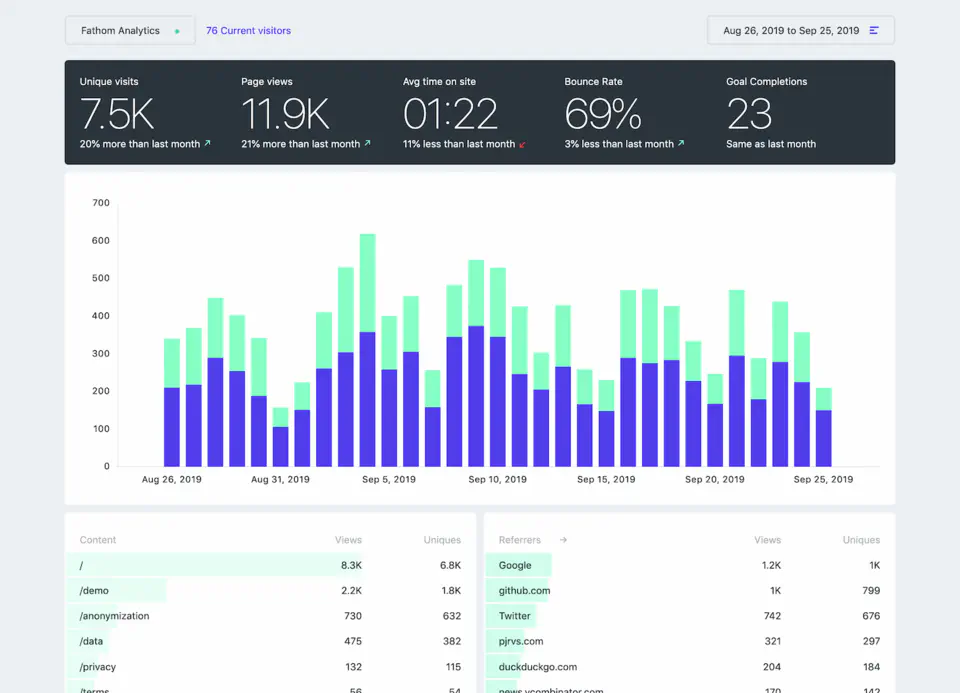 Fathom Analytics
76 Current visitors
Aug 26, 2019 to Sep 25, 2019
Unique visits
7.5K
20% more than last month
Page views
11.9K
21% more than last month
Avg time on site
01:22
11% less than last month
Bounce Rate
69%
3% less than last month
Goal Completions
23
Same as last month
700
600
500
400
300
200
100
0
Aug 26, 2019 Aug 31, 2019 Sep 5, 2019 Sep 10, 2019 Sep 15, 2019 Sep 20, 2019 Sep 25, 2019
Content Views Uniques
/ 8.3K 6.8K
/demo 2.2K 1.8K
/anonymization 730 632
/data 475 382
/privacy 132 115
/terms 56 54
Referrers → Views Uniques
Google 1.2K 1K
github.com 1K 799
Twitter 742 676
pjrvs.com 321 297
duckduckgo.com 204 184
news.ycombinator.com 170 142